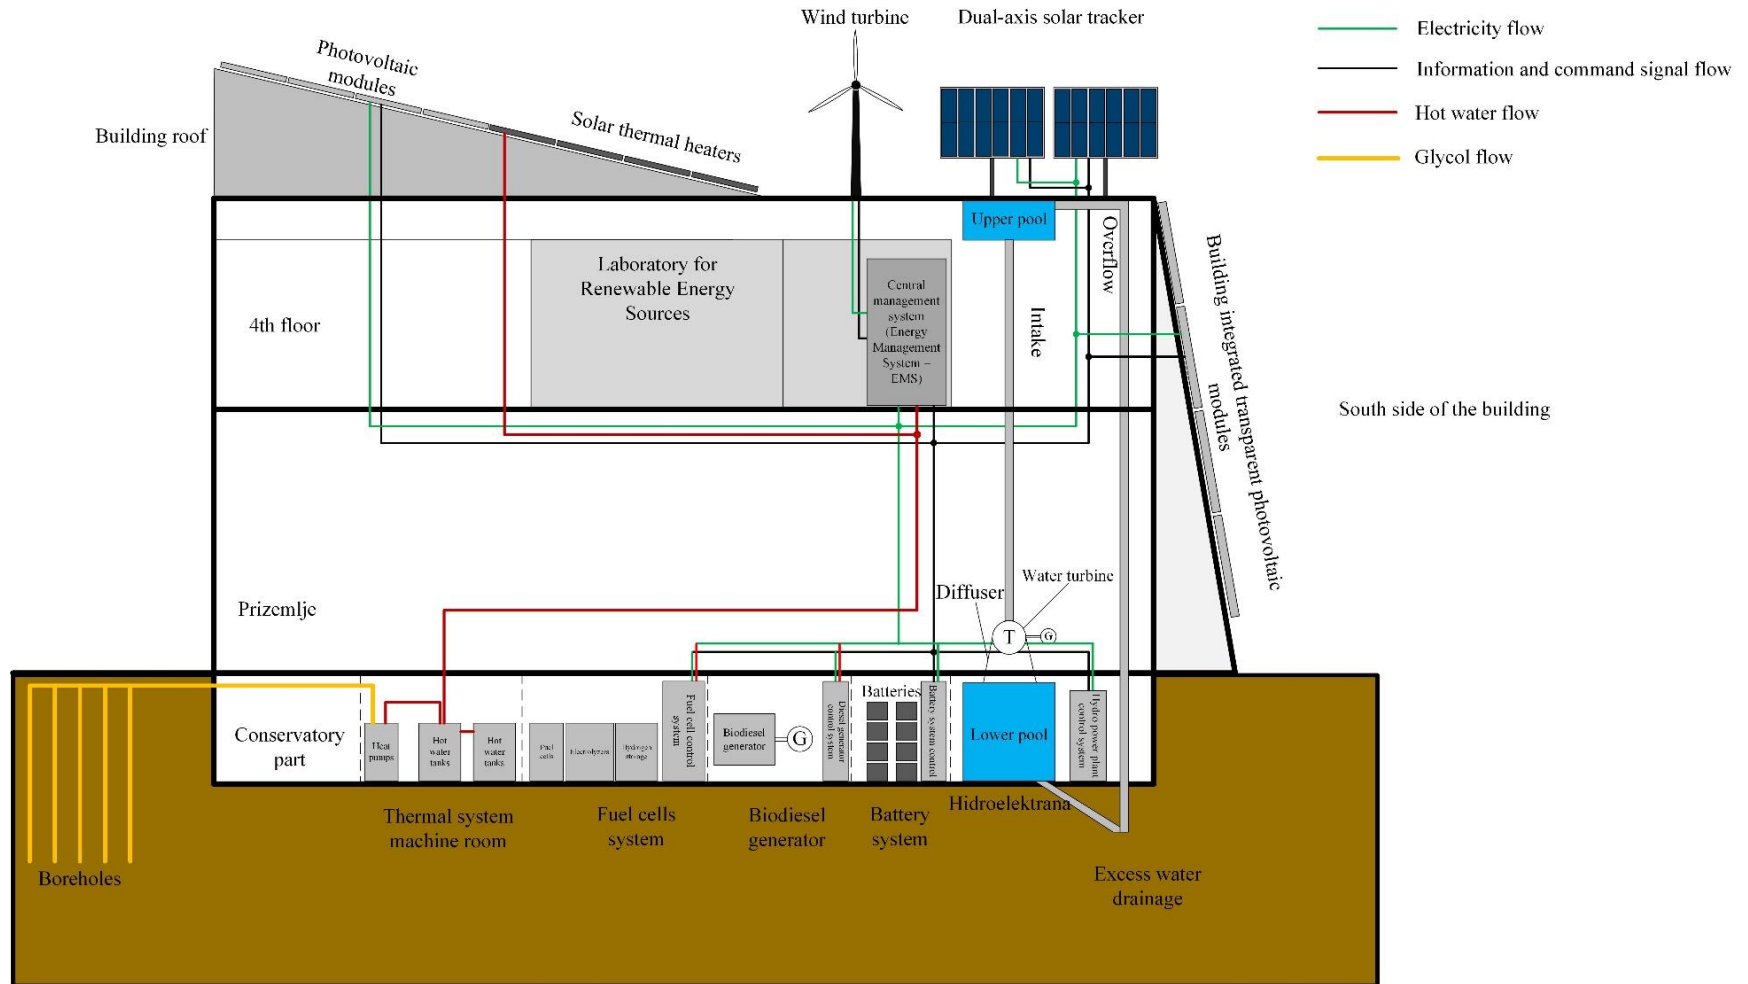 Wind turbine
Dual-axis solar tracker
Electricity flow
Information and command signal flow
Hot water flow
Glycol flow
Photovoltaic
modules
Building roof
Solar thermal heaters
Upper pool
Overflow
Intake
Building integrated transparent photovoltaic
modules
Laboratory for
Renewable Energy
Sources
Central
management
system
(Energy
Management
System –
EMS)
4th floor
South side of the building
Prizemlje
Diffuser
Water turbine
T
G
Conservatory
part
Heat
pumps
Hot
water
tanks
Hot
water
tanks
Fuel
cells
Electrolyzers
Hydrogen
storage
Fuel cell control
system
Biodiesel
generator
G
Diesel generator
control system
Batteries
Battery system control
Lower pool
Hydro power plant
control system
Thermal system
machine room
Fuel cells
system
Biodiesel
generator
Battery
system
Hidroelektrana
Boreholes
Excess water
drainage